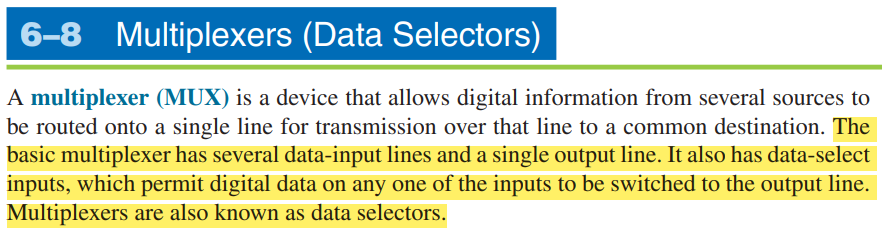 6–8 Multiplexers (Data Selectors)
A multiplexer (MUX) is a device that allows digital information from several sources to
be routed onto a single line for transmission over that line to a common destination. The
basic multiplexer has several data-input lines and a single output line. It also has data-select
inputs, which permit digital data on any one of the inputs to be switched to the output line.
Multiplexers are also known as data selectors.